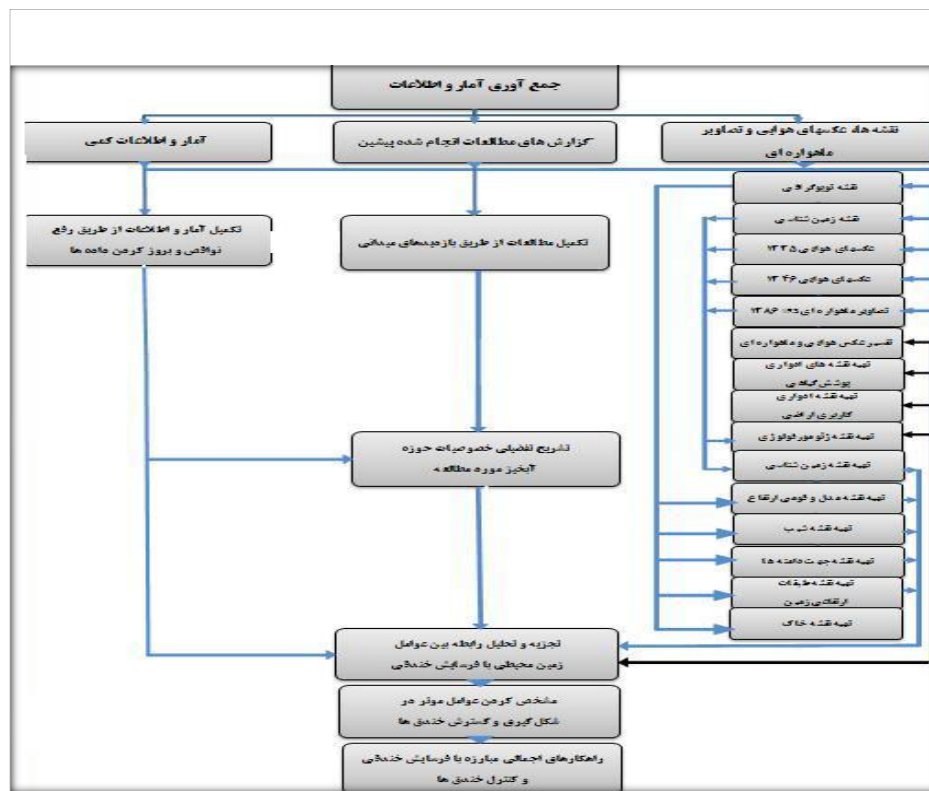 جمع آوری آمار و اطلاعات
نقشه ها، عکسهای هوایی و تصاویر
ماهواره ای
گزارش های مطالعات انجام شده پیشین
آمار و اطلاعات کمی
نقشه توپوگرافی
نقشه زمین شناسی
عکسهای هوایی ۱۳۳۵
عکسهای هوایی ۱۳۴۶
تصاویر ماهواره ای ۱۳۸۶
تفسیر عکس هوایی و ماهواره ای
تهیه نقشه های ادواری
پوشش گیاهی
تهیه نقشه ادواری
کاربری اراضی
تهیه نقشه ژئومورفولوژی
تهیه نقشه زمین شناسی
تهیه نقشه مدل رقومی ارتفاع
تهیه نقشه شیب
تهیه نقشه جهت دامنه ها
تهیه نقشه طبقات
ارتفاعی زمین
تهیه نقشه خاک
تکمیل مطالعات از طریق بازدیدهای میدانی
تکمیل آمار و اطلاعات از طریق رفع
نواقص و بروز کردن داده ها
تشریح تفضیلی خصوصیات حوزه
آبخیز مورد مطالعه
تجزیه و تحلیل رابطه بین عوامل
زمین محیطی با فرسایش خندقی
مشخص کردن عوامل موثر در
شکل گیری و گسترش خندق ها
راهکارهای اجمالی مبارزه با فرسایش خندقی
و کنترل خندق ها